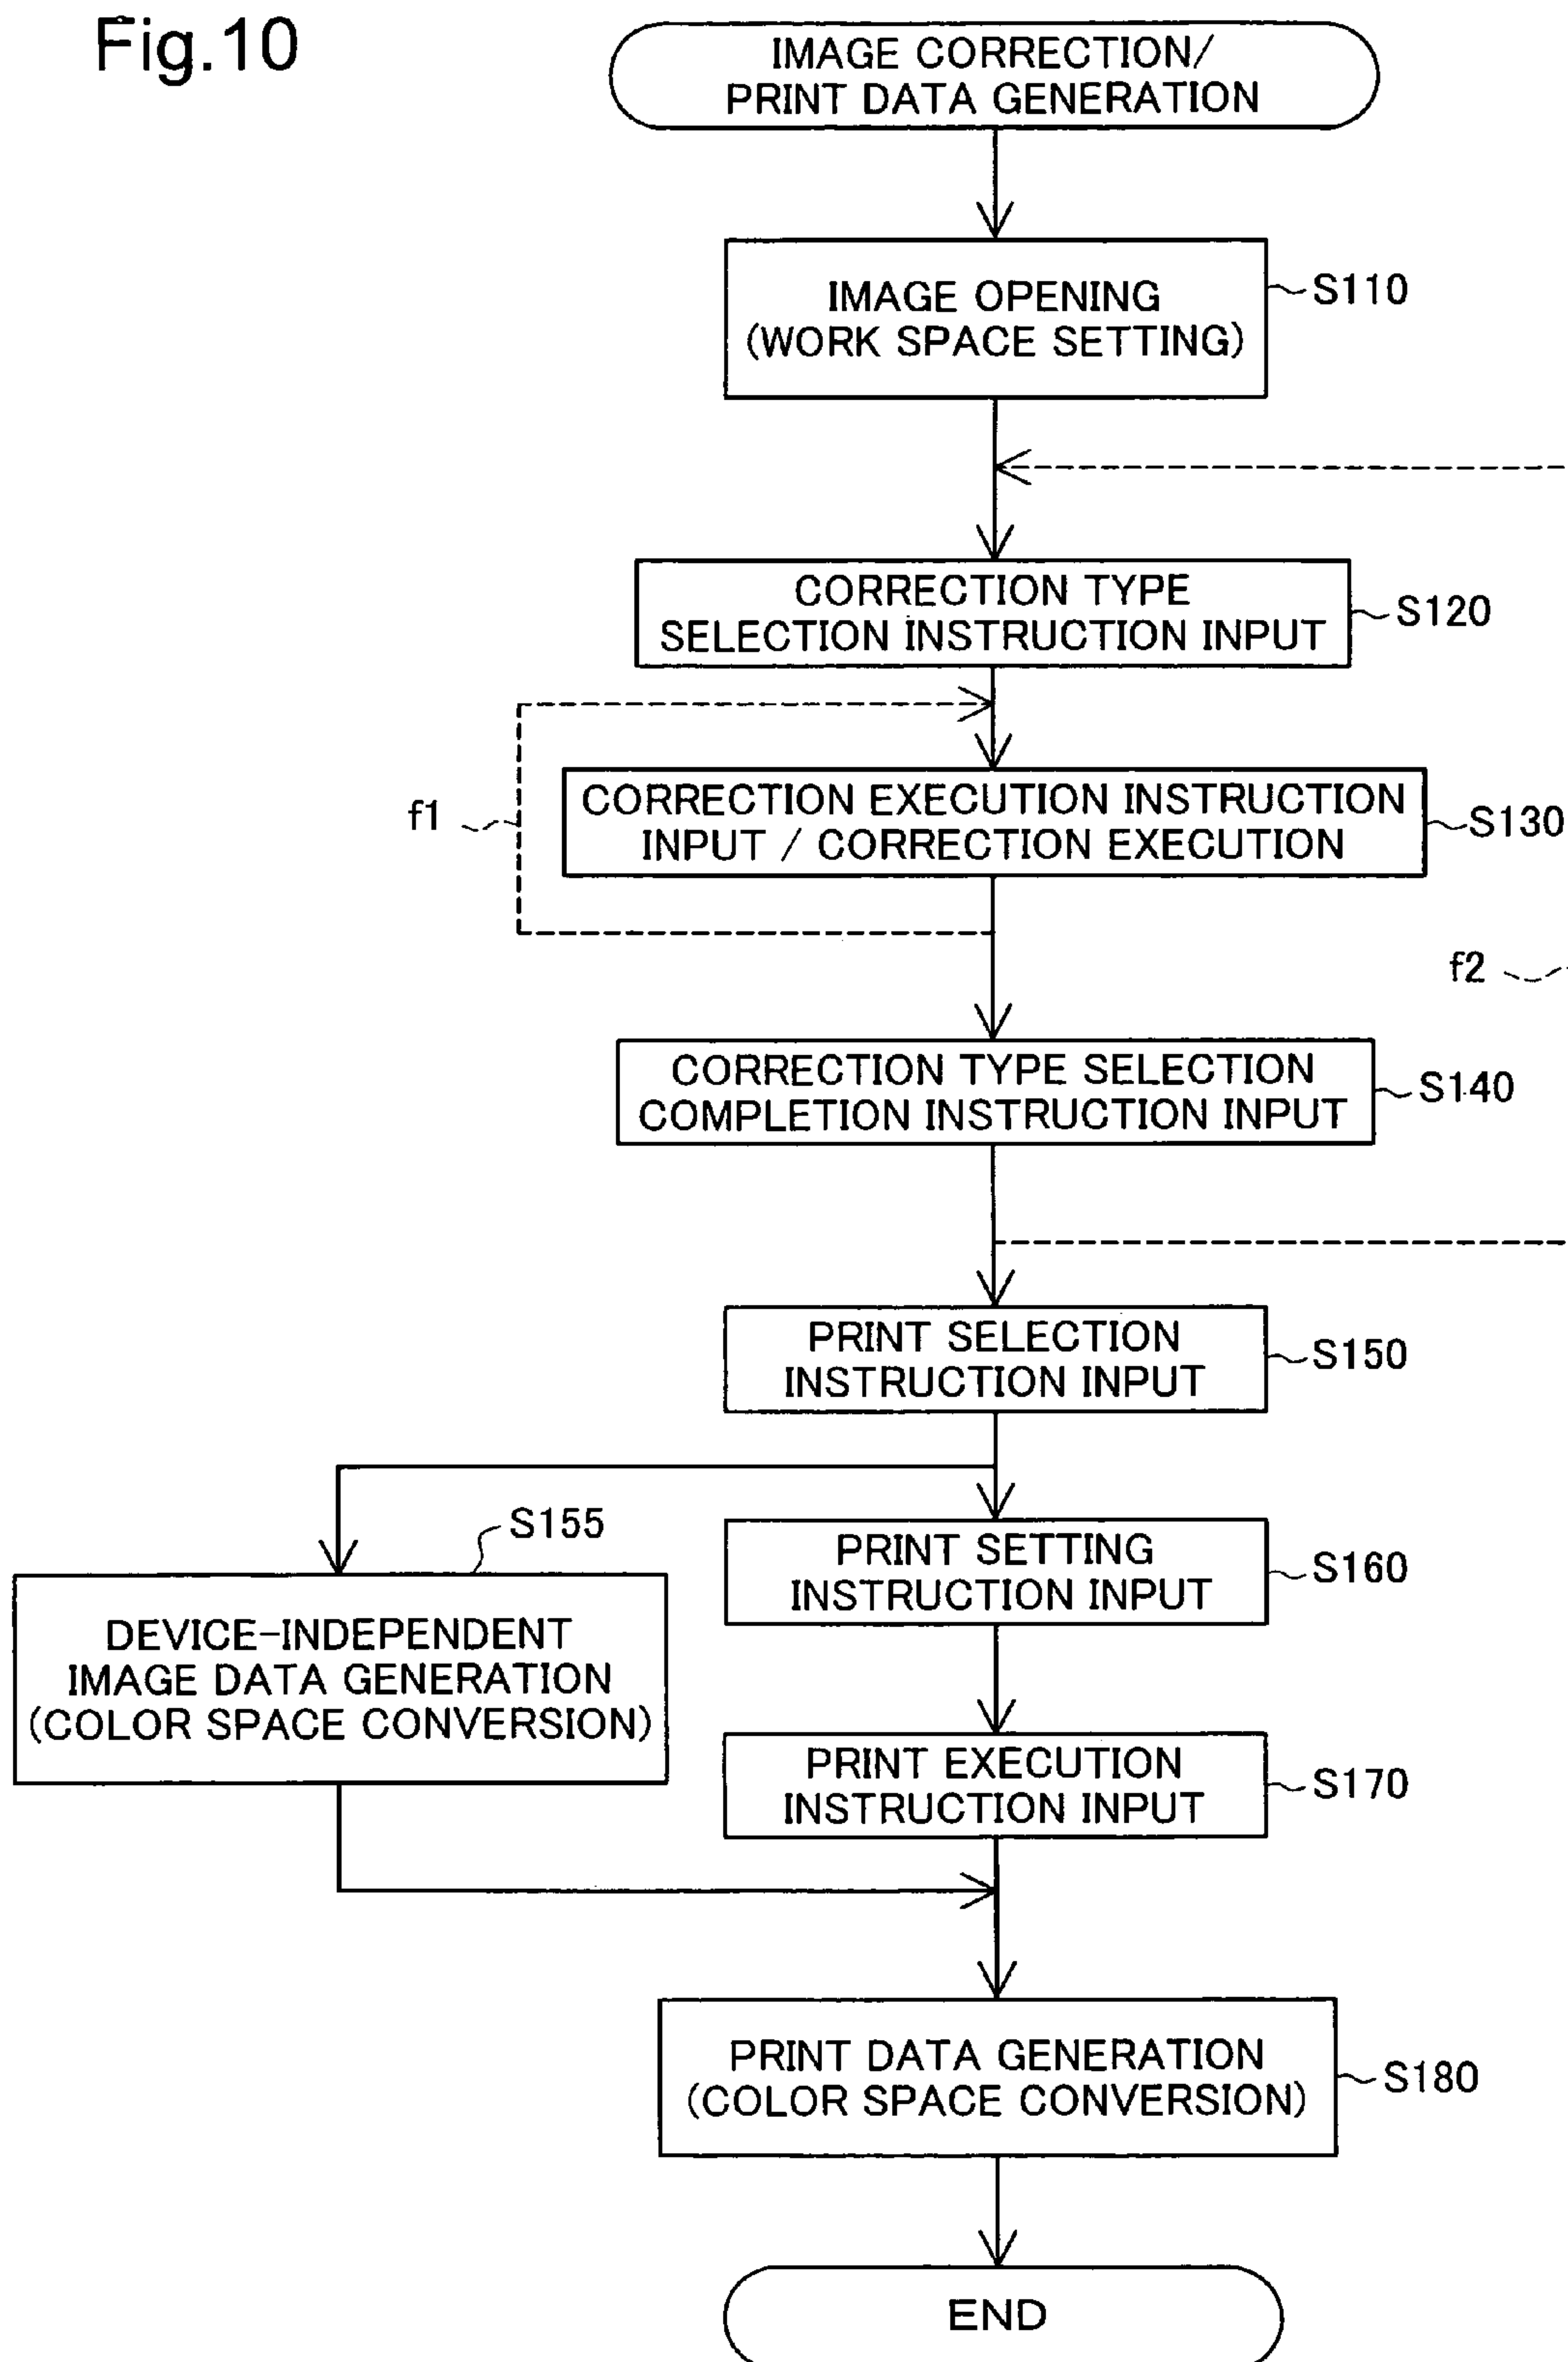 Fig.10
IMAGE CORRECTION/
PRINT DATA GENERATION
IMAGE OPENING
(WORK SPACE SETTING)
S110
CORRECTION TYPE
SELECTION INSTRUCTION INPUT
S120
CORRECTION EXECUTION INSTRUCTION
INPUT / CORRECTION EXECUTION
S130
f1
f2
CORRECTION TYPE SELECTION
COMPLETION INSTRUCTION INPUT
S140
PRINT SELECTION
INSTRUCTION INPUT
S150
S155
DEVICE-INDEPENDENT
IMAGE DATA GENERATION
(COLOR SPACE CONVERSION)
PRINT SETTING
INSTRUCTION INPUT
S160
PRINT EXECUTION
INSTRUCTION INPUT
S170
PRINT DATA GENERATION
(COLOR SPACE CONVERSION)
S180
END